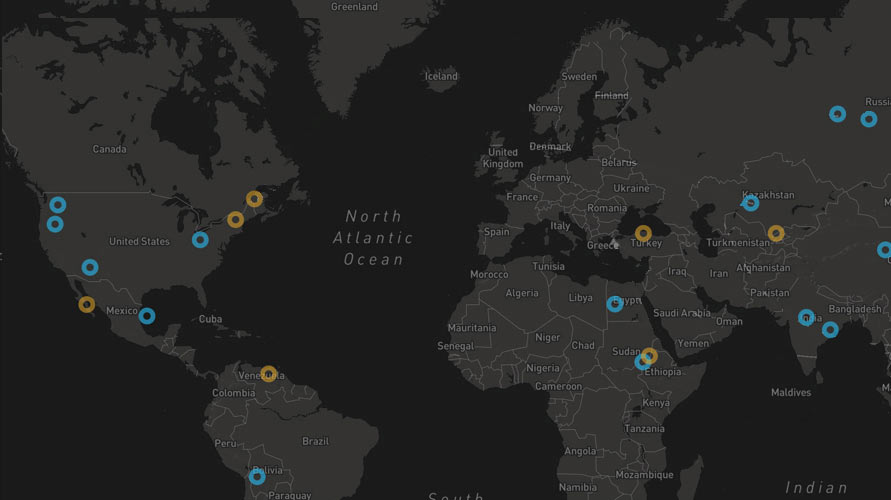 Greenland
Iceland
Sweden
Finland
Russia
Norway
Canada
United
Kingdom
Denmark
Belarus
Germany
Ukraine
Kazakhstan
France
Romania
North
Atlantic
Ocean
Spain
Italy
United States
Greece
Turkey
Turkmenistan
Tunisia
Morocco
Iraq
Iran
Afghanistan
Algeria
Libya
Egypt
Pakistan
Mexico
Cuba
Saudi Arabia
Oman
India
Bangladesh
Mauritania
Niger
Chad
Sudan
Yemen
Senegal
Nigeria
Ethiopia
Venezuela
Colombia
Cameroon
Maldives
Kenya
Tanzania
Peru
Brazil
Angola
Bolivia
Mozambique
Namibia
Indian
Paraguay
South